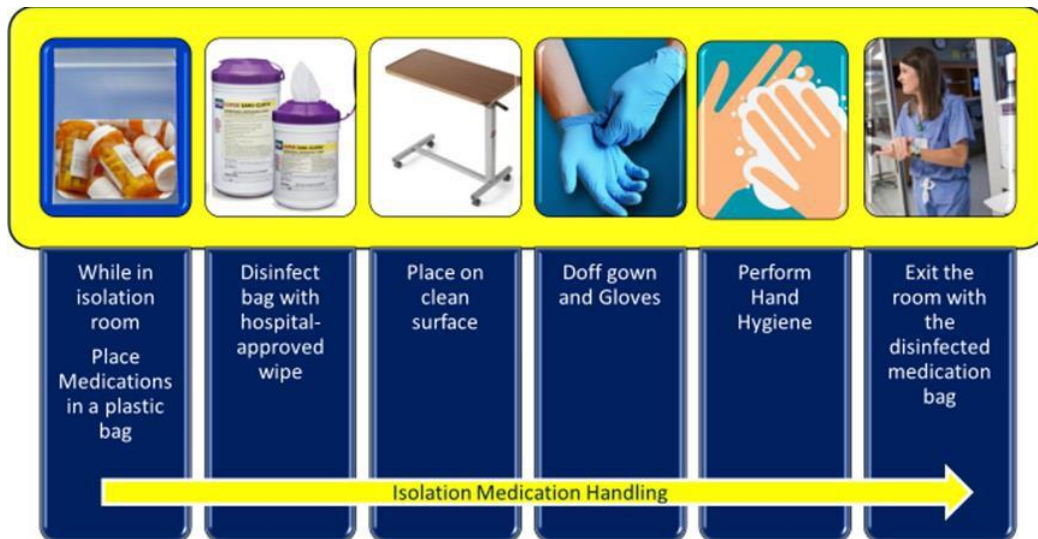 While in
isolation
room
Place
Medications
in a plastic
bag
Disinfect
bag with
hospital-
approved
wipe
Place on
clean
surface
Doff gown
and Gloves
Perform
Hand
Hygiene
Exit the
room with
the
disinfected
medication
bag
Isolation Medication Handling